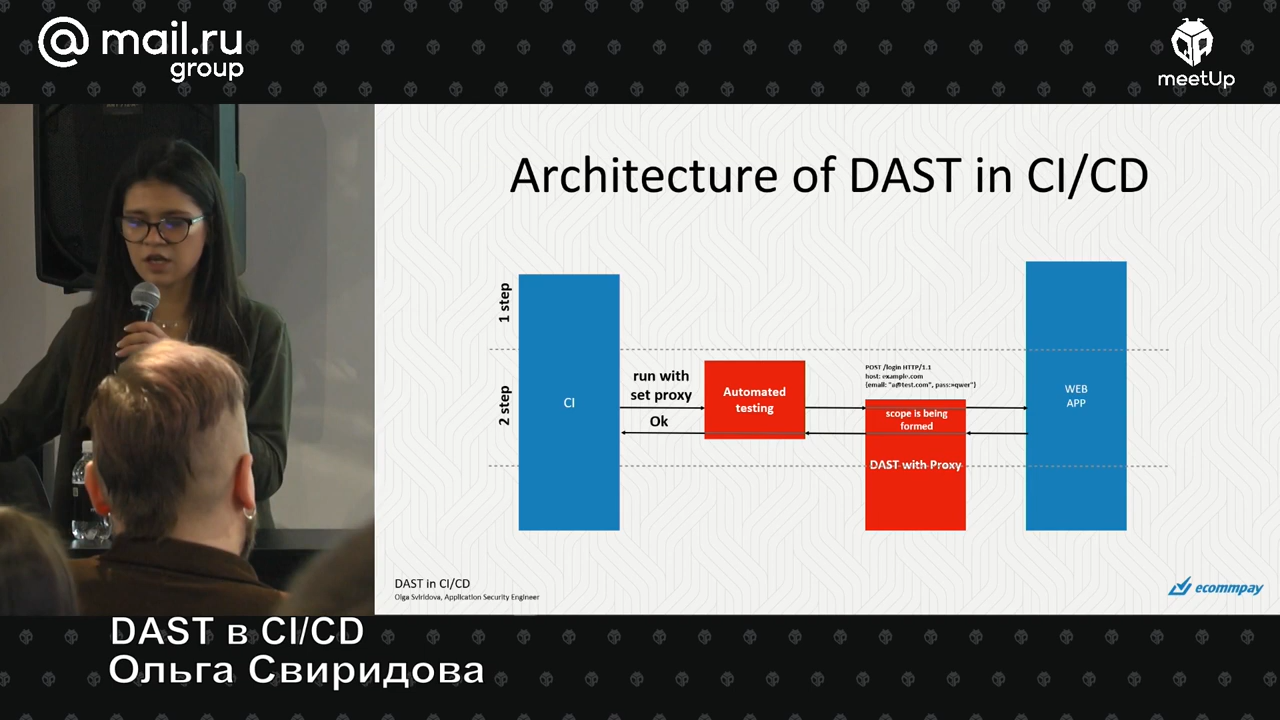 @mail.ru
group
meetUp
Architecture of DAST in CI/CD
1 step
2 step
CI
run with
set proxy
Ok
Automated
testing
POST /login HTTP/1.1
host: example.com
{email: "a@test.com", pass:»qwer"}
scope is being
formed
DAST with Proxy
WEB
APP
DAST in CI/CD
Olga Sviridova, Application Security Engineer
ecommpay
DAST в CI/CD
Ольга Свиридова